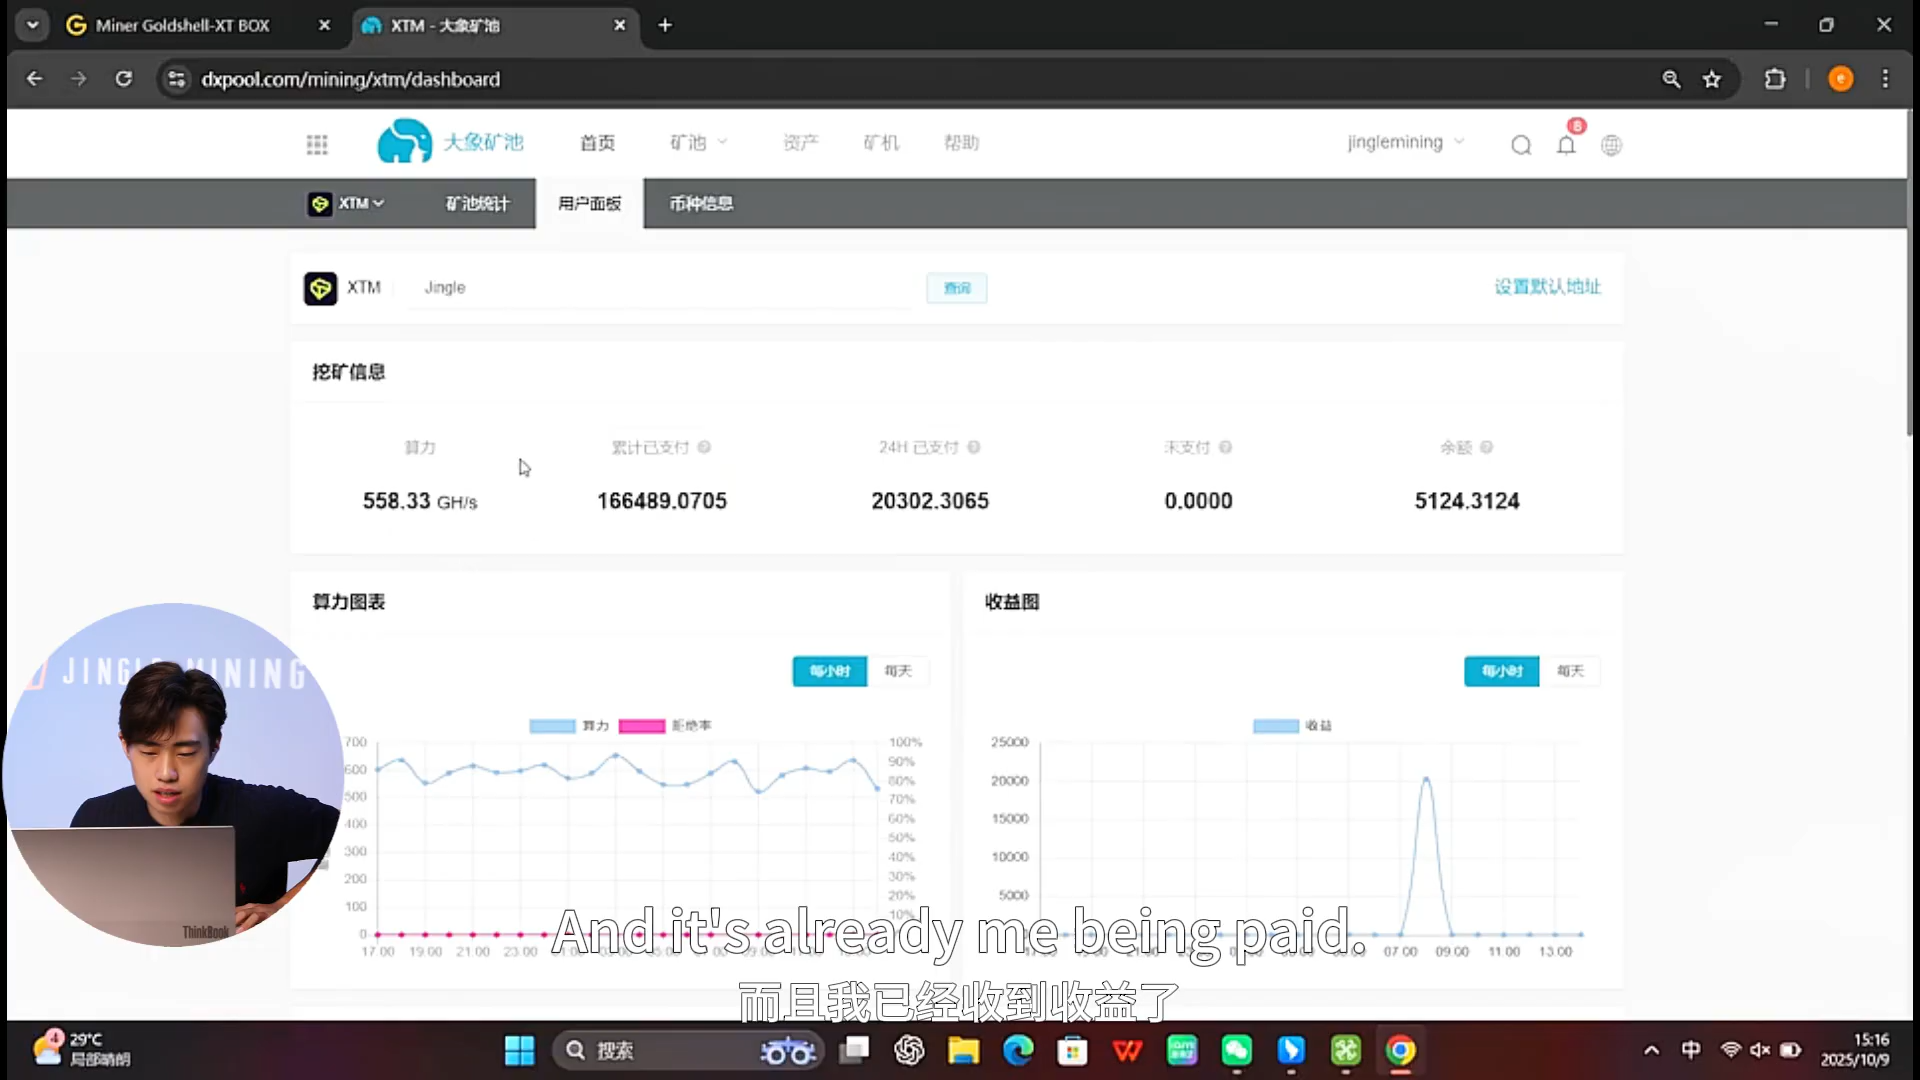 Miner Goldshell-XT BOX
XTM - 大象矿池
dxpool.com/mining/xtm/dashboard
e
大象矿池
首页
矿池
资产
矿机
帮助
jinglemining
8
XTM
矿池统计
用户面板
币种信息
XTM
Jingle
查询
设置默认地址
挖矿信息
算力
累计已支付
24H 已支付
未支付
余额
558.33 GH/s
166489.0705
20302.3065
0.0000
5124.3124
算力图表
收益图
每小时
每天
每小时
每天
算力
拒绝率
收益
700
600
500
400
300
200
100
0
100%
90%
80%
70%
60%
50%
40%
30%
20%
10%
17:00
19:00
21:00
23:00
25000
20000
15000
10000
5000
07:00
09:00
11:00
13:00
JINGLE MINING
ThinkBook
And it's already me being paid.
而且我已经收到收益了
4
29°C
局部晴朗
搜索
中
15:16
2025/10/9